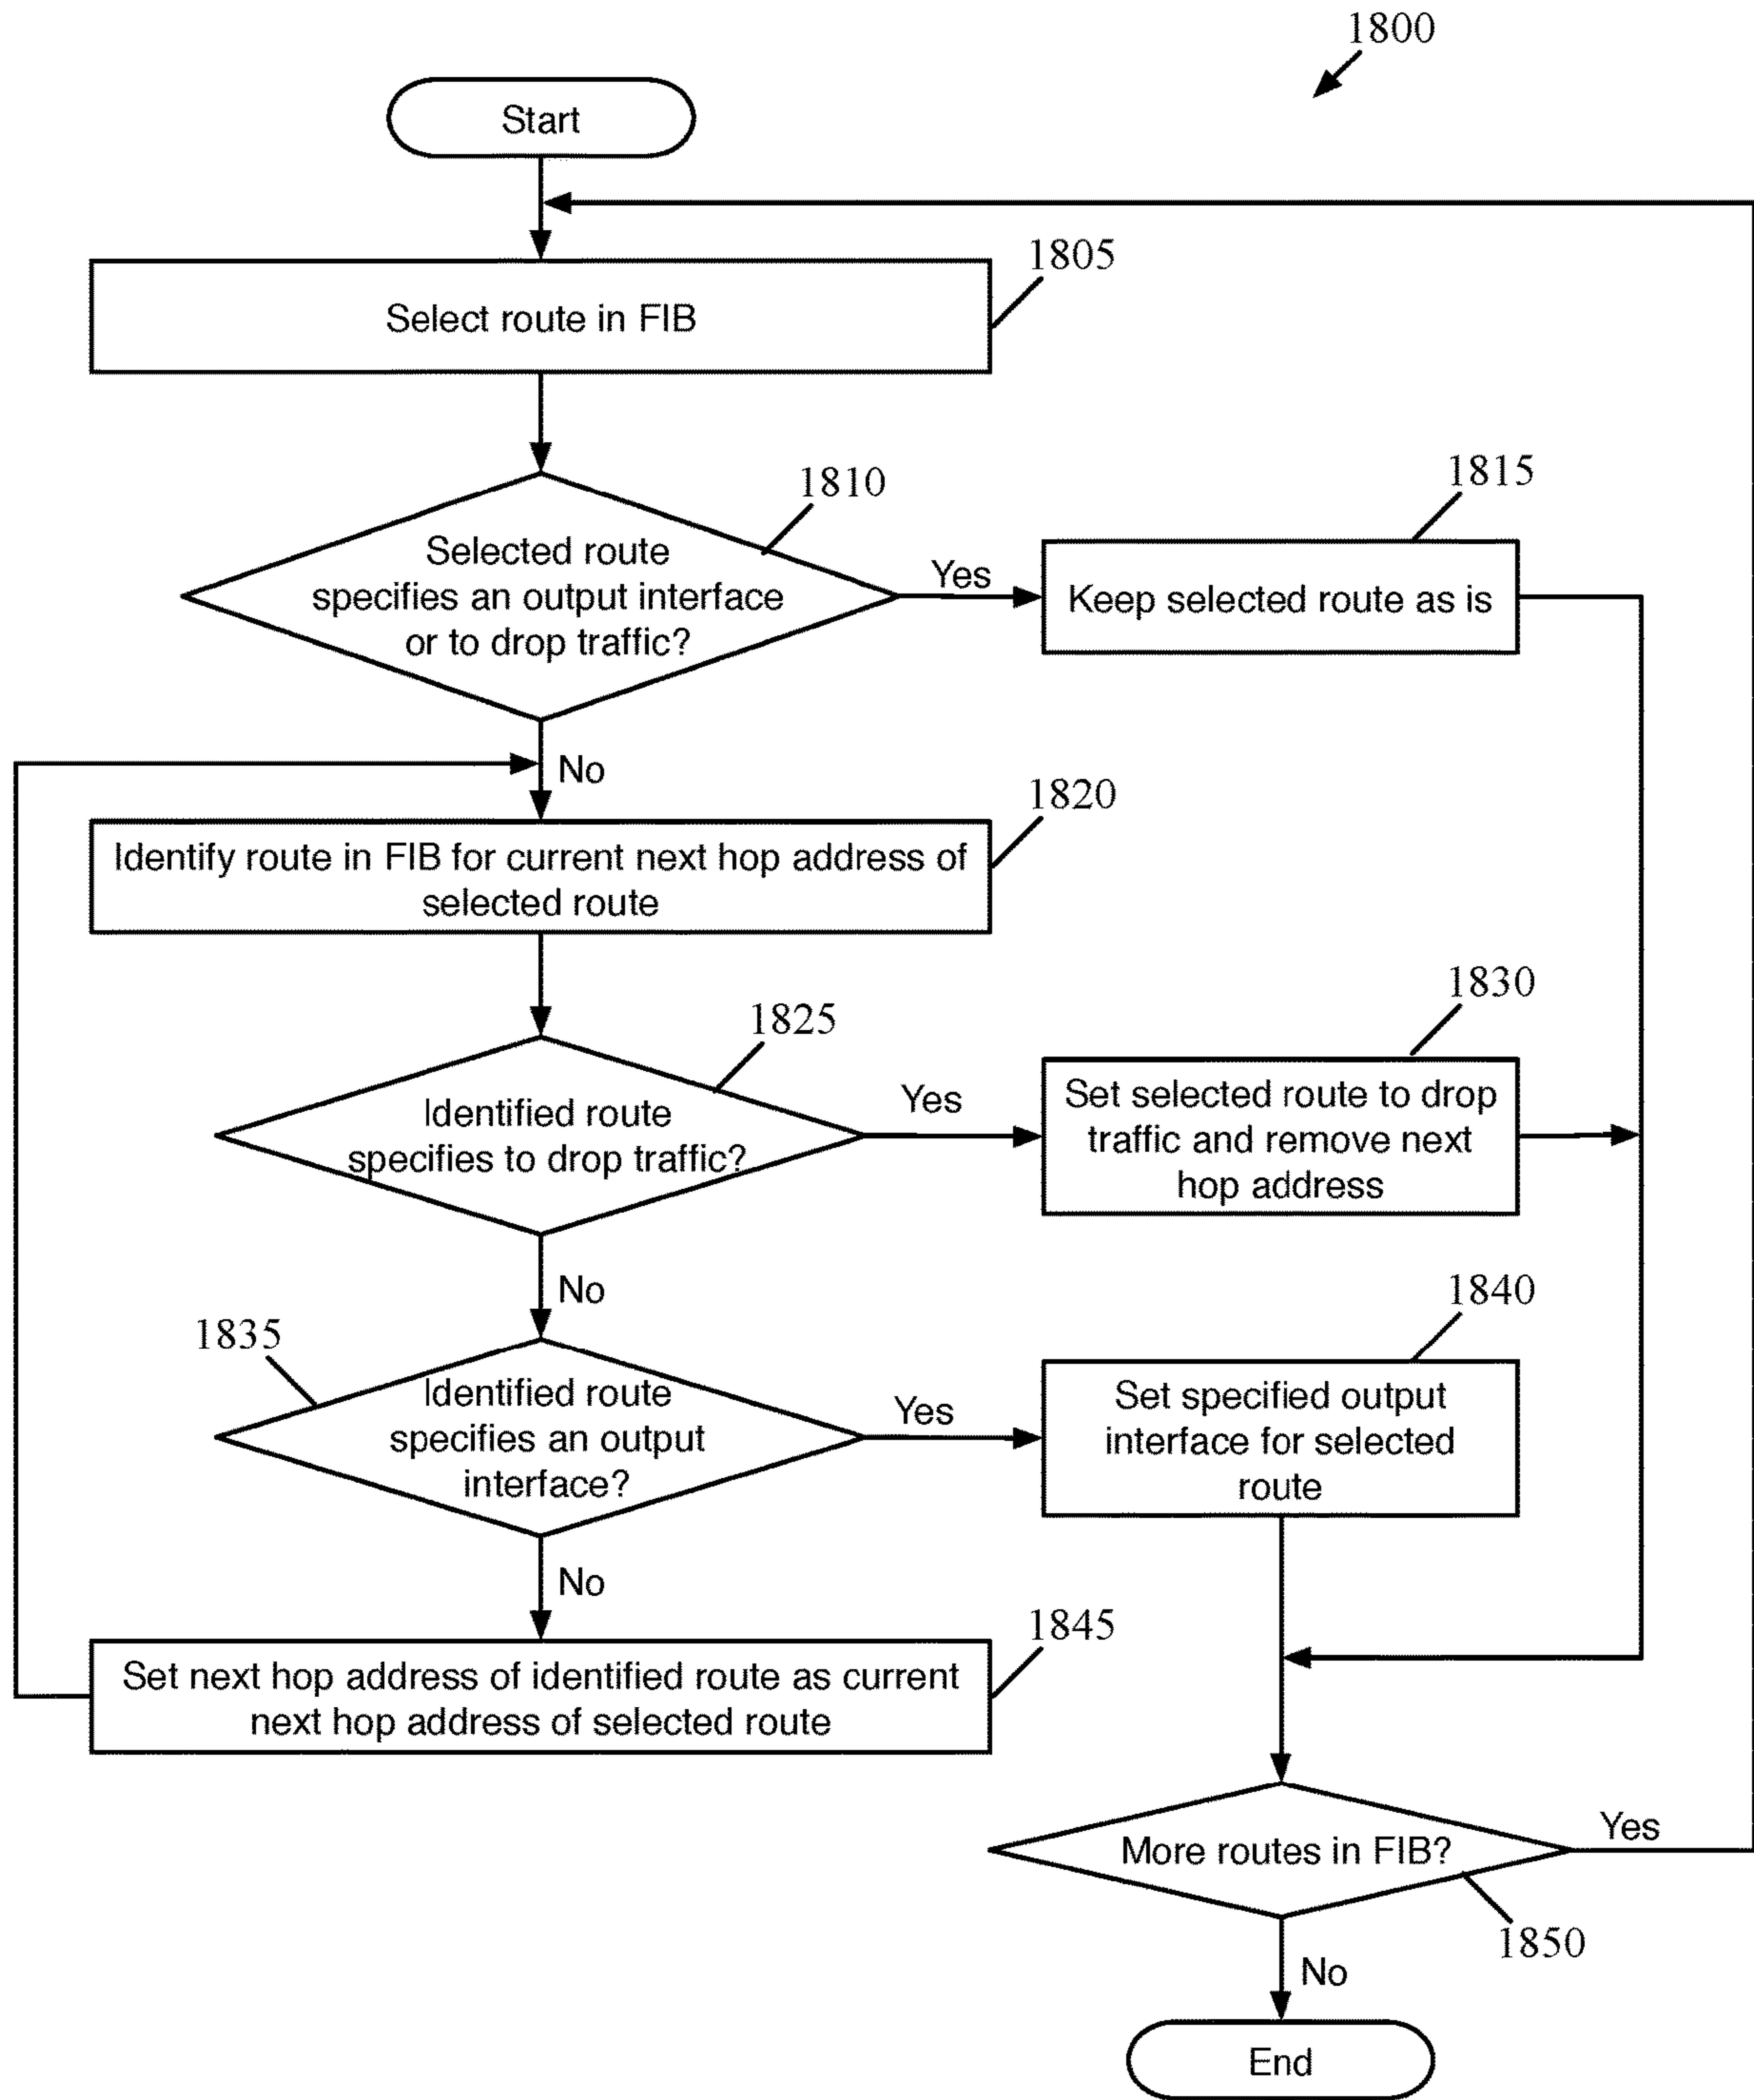 1800
Start
1805
Select route in FIB
1810
Selected route
specifies an output interface
or to drop traffic?
Yes
1815
Keep selected route as is
No
1820
Identify route in FIB for current next hop address of
selected route
1825
Identified route
specifies to drop traffic?
Yes
1830
Set selected route to drop
traffic and remove next
hop address
No
1835
Identified route
specifies an output
interface?
Yes
1840
Set specified output
interface for selected
route
No
1845
Set next hop address of identified route as current
next hop address of selected route
More routes in FIB?
Yes
1850
No
End